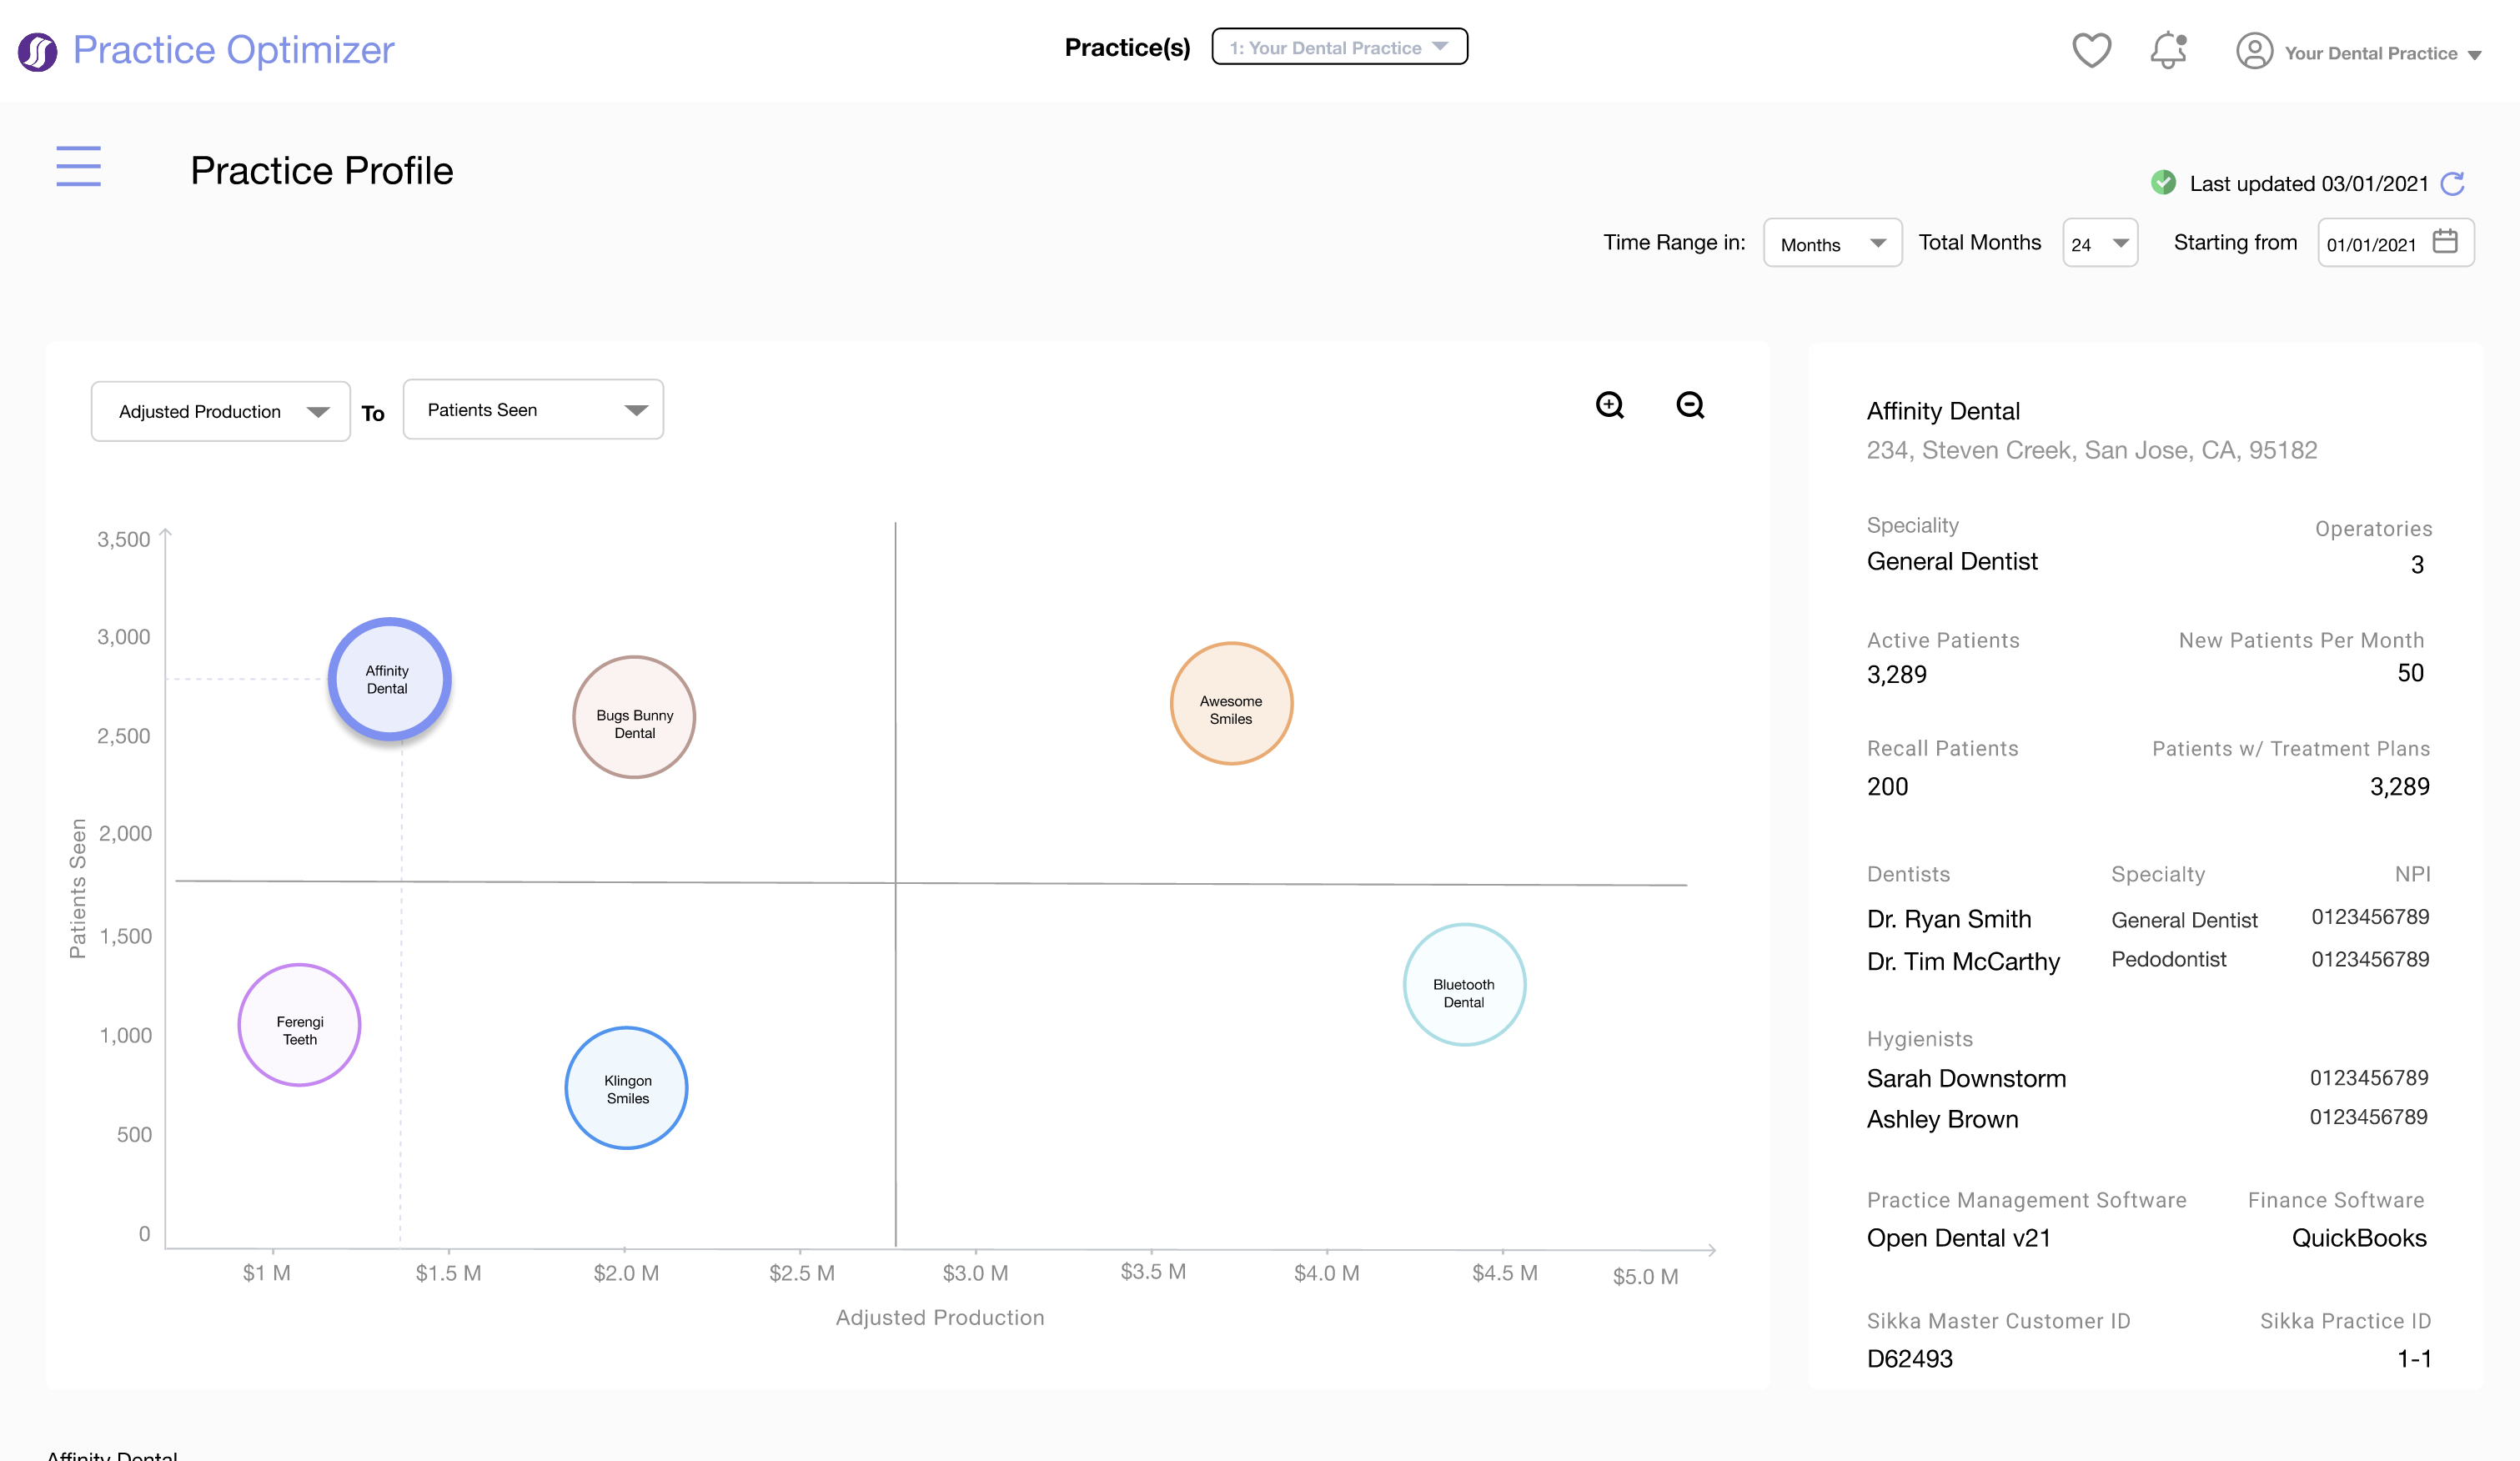 Practice Optimizer
Practice(s)
1: Your Dental Practice
Your Dental Practice
Practice Profile
Last updated 03/01/2021
Time Range in:
Months
Total Months
24
Starting from
01/01/2021
Adjusted Production
To
Patients Seen
3,500
3,000
2,500
2,000
1,500
1,000
500
0
Patients Seen
Affinity
Dental
Bugs Bunny
Dental
Awesome
Smiles
Ferengi
Teeth
Klingon
Smiles
Bluetooth
Dental
$1 M
$1.5 M
$2.0 M
$2.5 M
$3.0 M
$3.5 M
$4.0 M
$4.5 M
$5.0 M
Adjusted Production
Affinity Dental
234, Steven Creek, San Jose, CA, 95182
Speciality
Operatories
General Dentist
3
Active Patients
New Patients Per Month
3,289
50
Recall Patients
Patients w/ Treatment Plans
200
3,289
Dentists
Specialty
NPI
Dr. Ryan Smith
General Dentist
0123456789
Dr. Tim McCarthy
Pedodontist
0123456789
Hygienists
Sarah Downstorm
0123456789
Ashley Brown
0123456789
Practice Management Software
Finance Software
Open Dental v21
QuickBooks
Sikka Master Customer ID
Sikka Practice ID
D62493
1-1
Affinity Dental